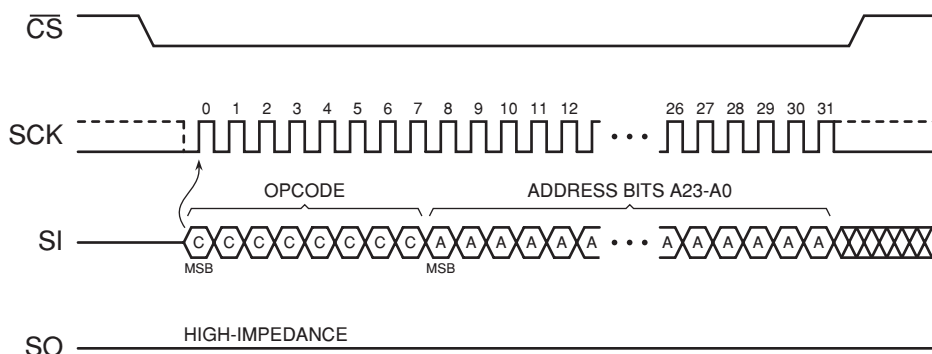 CS
0 1 2 3 4 5 6 7 8 9 10 11 12 26 27 28 29 30 31
SCK
OPCODE ADDRESS BITS A23-A0
SI C C C C C C C C A A A A A A A A A A A A
MSB MSB
HIGH-IMPEDANCE
SO